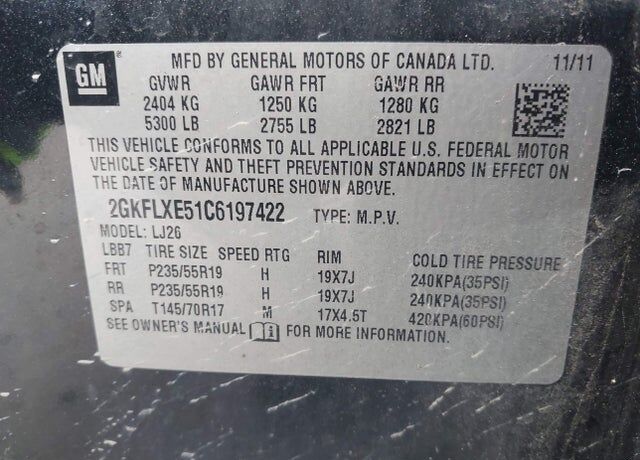 GM MFD BY GENERAL MOTORS OF CANADA LTD. 11/11
GVWR GAWR FRT GAWR RR
2404 KG 1250 KG 1280 KG
5300 LB 2755 LB 2821 LB
THIS VEHICLE CONFORMS TO ALL APPLICABLE U.S. FEDERAL MOTOR
VEHICLE SAFETY AND THEFT PREVENTION STANDARDS IN EFFECT ON
THE DATE OF MANUFACTURE SHOWN ABOVE.
2GKFLXE51C6197422 TYPE: M.P.V.
MODEL: LJ26
LBB7 TIRE SIZE SPEED RTG RIM COLD TIRE PRESSURE
FRT P235/55R19 H 19X7J 240KPA(35PSI)
RR P235/55R19 H 19X7J 240KPA(35PSI)
SPA T145/70R17 M 17X4.5T 420KPA(60PSI)
SEE OWNER'S MANUAL FOR MORE INFORMATION.